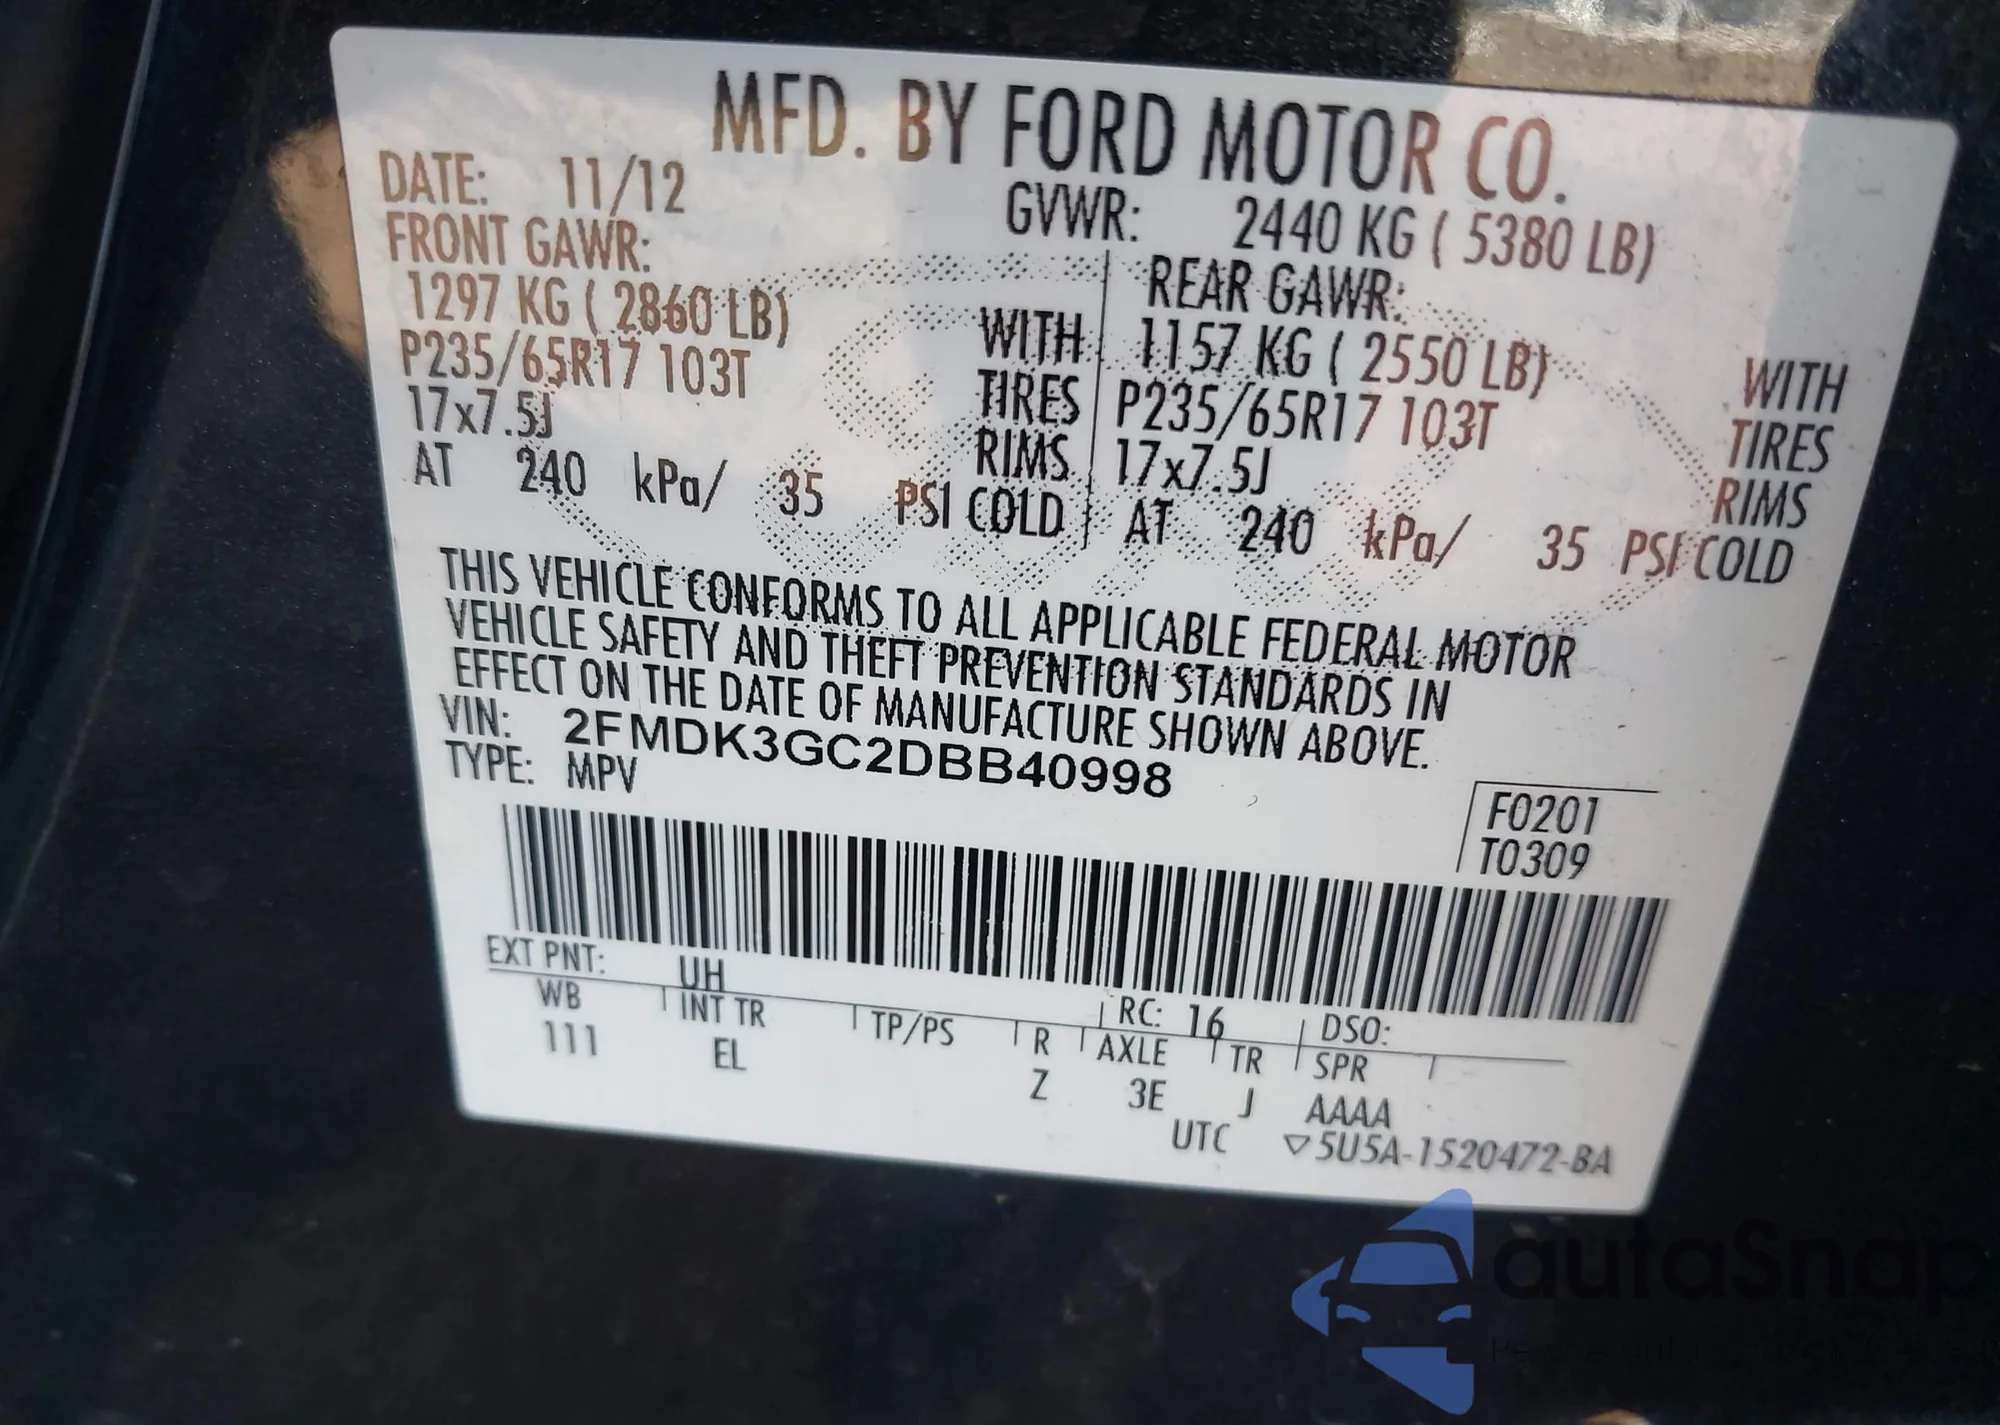 MFD. BY FORD MOTOR CO.
DATE: 11/12
GVWR: 2440 KG ( 5380 LB)
FRONT GAWR:
1297 KG ( 2860 LB) WITH
P235/65R17 103T TIRES
17x7.5J RIMS
AT 240 kPa/ 35 PSI COLD
REAR GAWR:
1157 KG ( 2550 LB) WITH
P235/65R17 103T TIRES
17x7.5J RIMS
AT 240 kPa/ 35 PSI COLD
THIS VEHICLE CONFORMS TO ALL APPLICABLE FEDERAL MOTOR
VEHICLE SAFETY AND THEFT PREVENTION STANDARDS IN
EFFECT ON THE DATE OF MANUFACTURE SHOWN ABOVE.
VIN: 2FMDK3GC2DBB40998
TYPE: MPV
F0201
T0309
EXT PNT: UH RC: 16 DSO:
WB INT TR TP/PS R AXLE TR SPR
111 EL Z 3E J AAAA
UTC ▽5U5A-1520472-BA
autoSnap